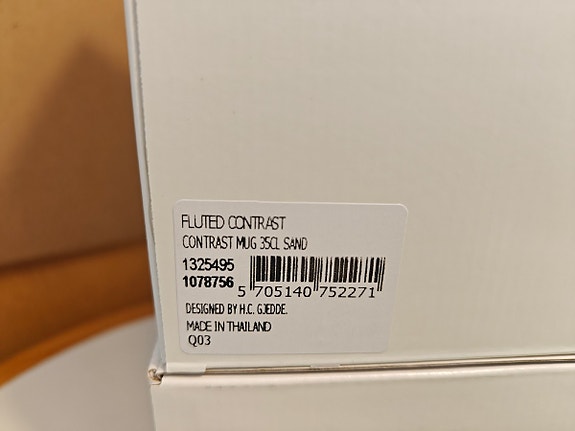 FLUTED CONTRAST
CONTRAST MUG 35CL SAND
1325495
1078756
5 705140 752271
DESIGNED BY H.C. GJEDDE.
MADE IN THAILAND
Q03